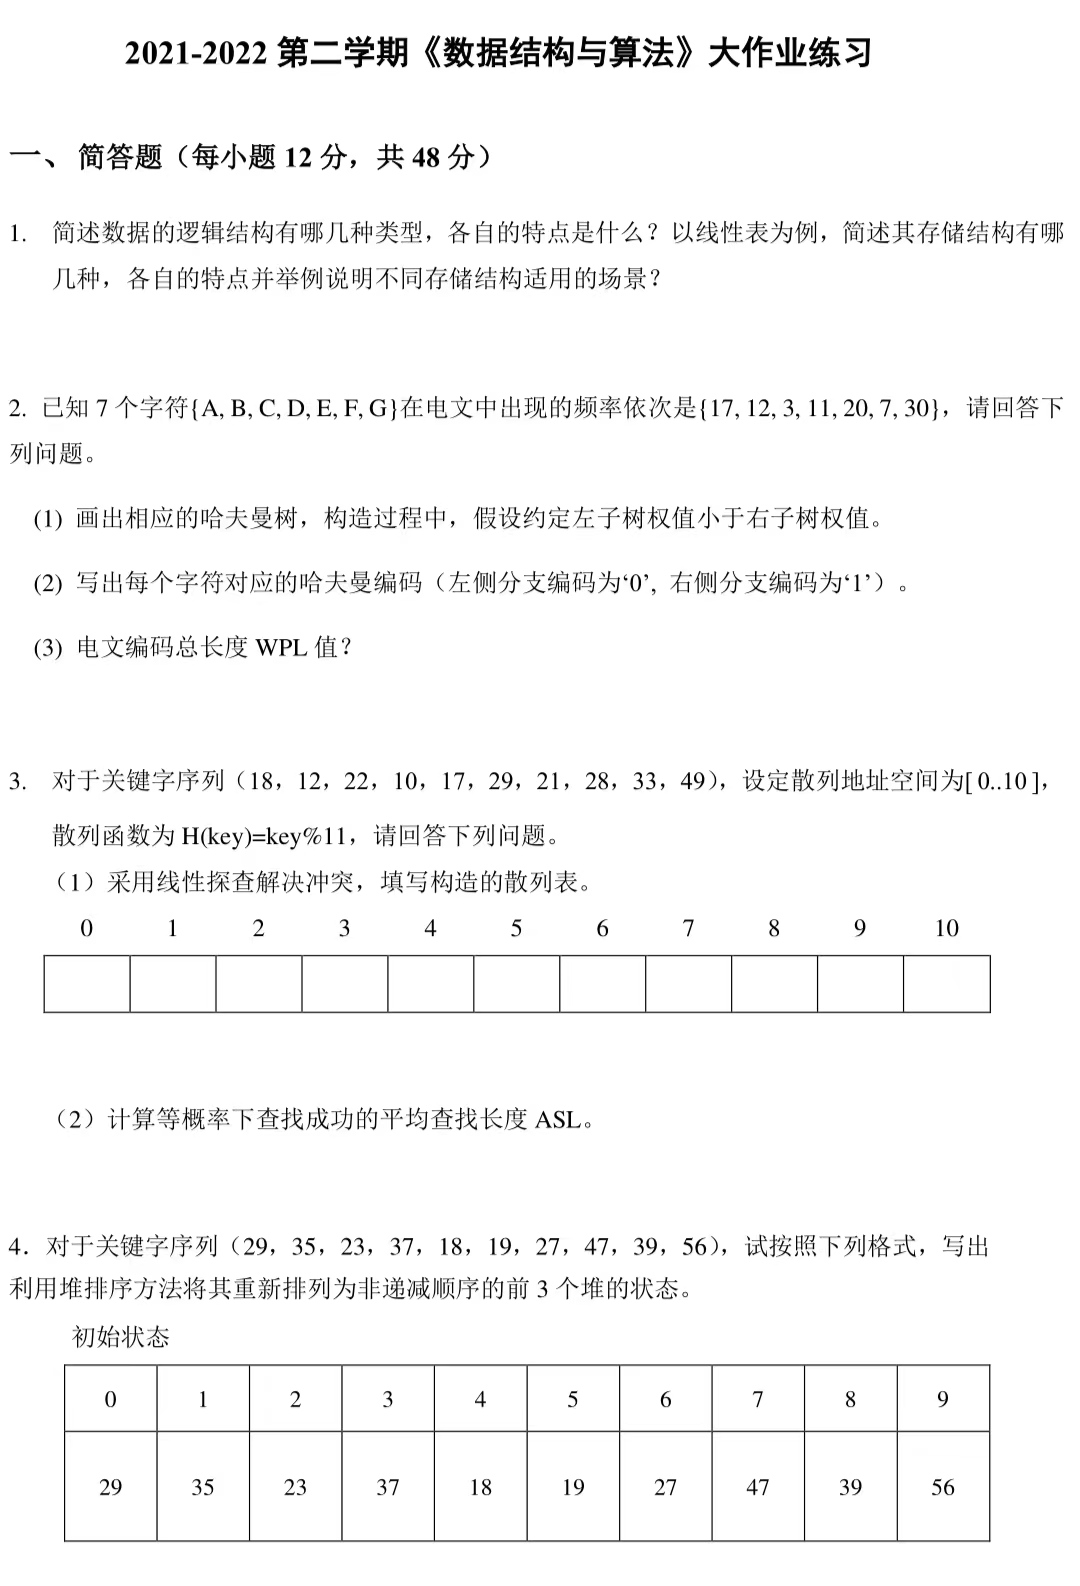 2021-2022 第二学期《数据结构与算法》大作业练习
一、 简答题（每小题 12 分，共 48 分）
1. 简述数据的逻辑结构有哪几种类型，各自的特点是什么？以线性表为例，简述其存储结构有哪
几种，各自的特点并举例说明不同存储结构适用的场景？
2. 已知 7 个字符{A, B, C, D, E, F, G}在电文中出现的频率依次是{17, 12, 3, 11, 20, 7, 30}，请回答下
列问题。
(1) 画出相应的哈夫曼树，构造过程中，假设约定左子树权值小于右子树权值。
(2) 写出每个字符对应的哈夫曼编码（左侧分支编码为‘0’, 右侧分支编码为‘1’）。
(3) 电文编码总长度 WPL 值？
3. 对于关键字序列（18，12，22，10，17，29，21，28，33，49），设定散列地址空间为[ 0..10 ]，
散列函数为 H(key)=key%11，请回答下列问题。
（1）采用线性探查解决冲突，填写构造的散列表。
0 1 2 3 4 5 6 7 8 9 10
（2）计算等概率下查找成功的平均查找长度 ASL。
4．对于关键字序列（29，35，23，37，18，19，27，47，39，56），试按照下列格式，写出
利用堆排序方法将其重新排列为非递减顺序的前 3 个堆的状态。
初始状态
0 1 2 3 4 5 6 7 8 9
29 35 23 37 18 19 27 47 39 56